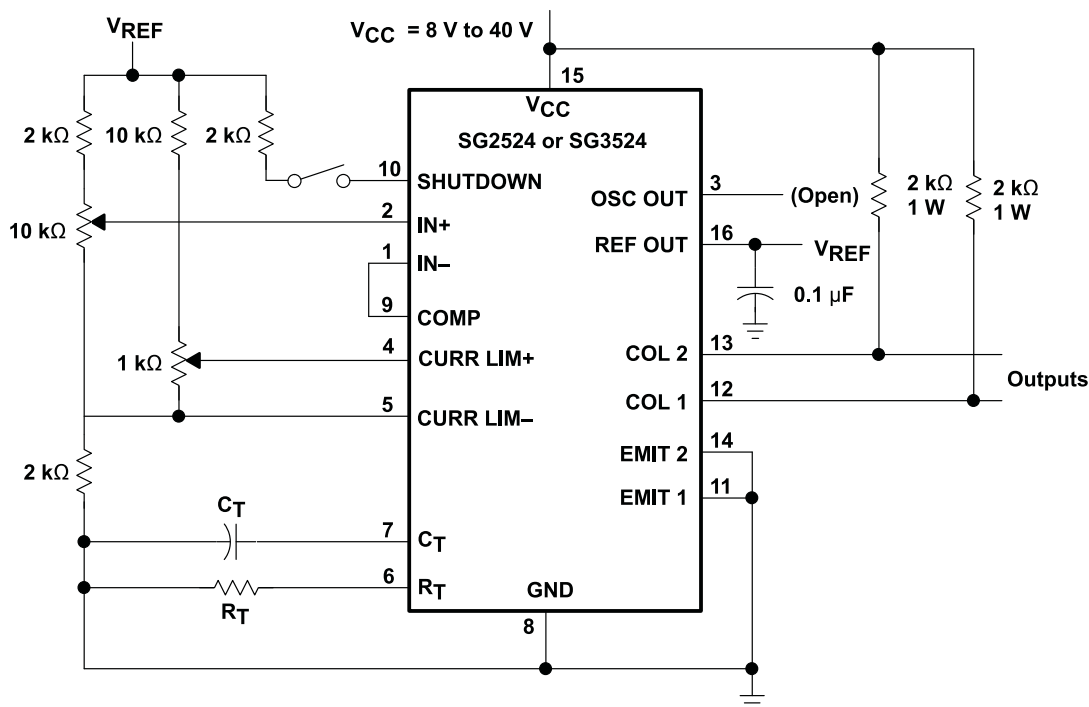 VREF
VCC = 8 V to 40 V
15
VCC
SG2524 or SG3524
2 kΩ
10 kΩ
2 kΩ
10
SHUTDOWN
3
OSC OUT
(Open)
2 kΩ
1 W
2 kΩ
1 W
10 kΩ
2
IN+
16
REF OUT
VREF
1
IN–
0.1 µF
9
COMP
4
CURR LIM+
1 kΩ
13
COL 2
Outputs
12
COL 1
5
CURR LIM–
14
EMIT 2
2 kΩ
11
EMIT 1
CT
7
CT
6
RT
RT
GND
8